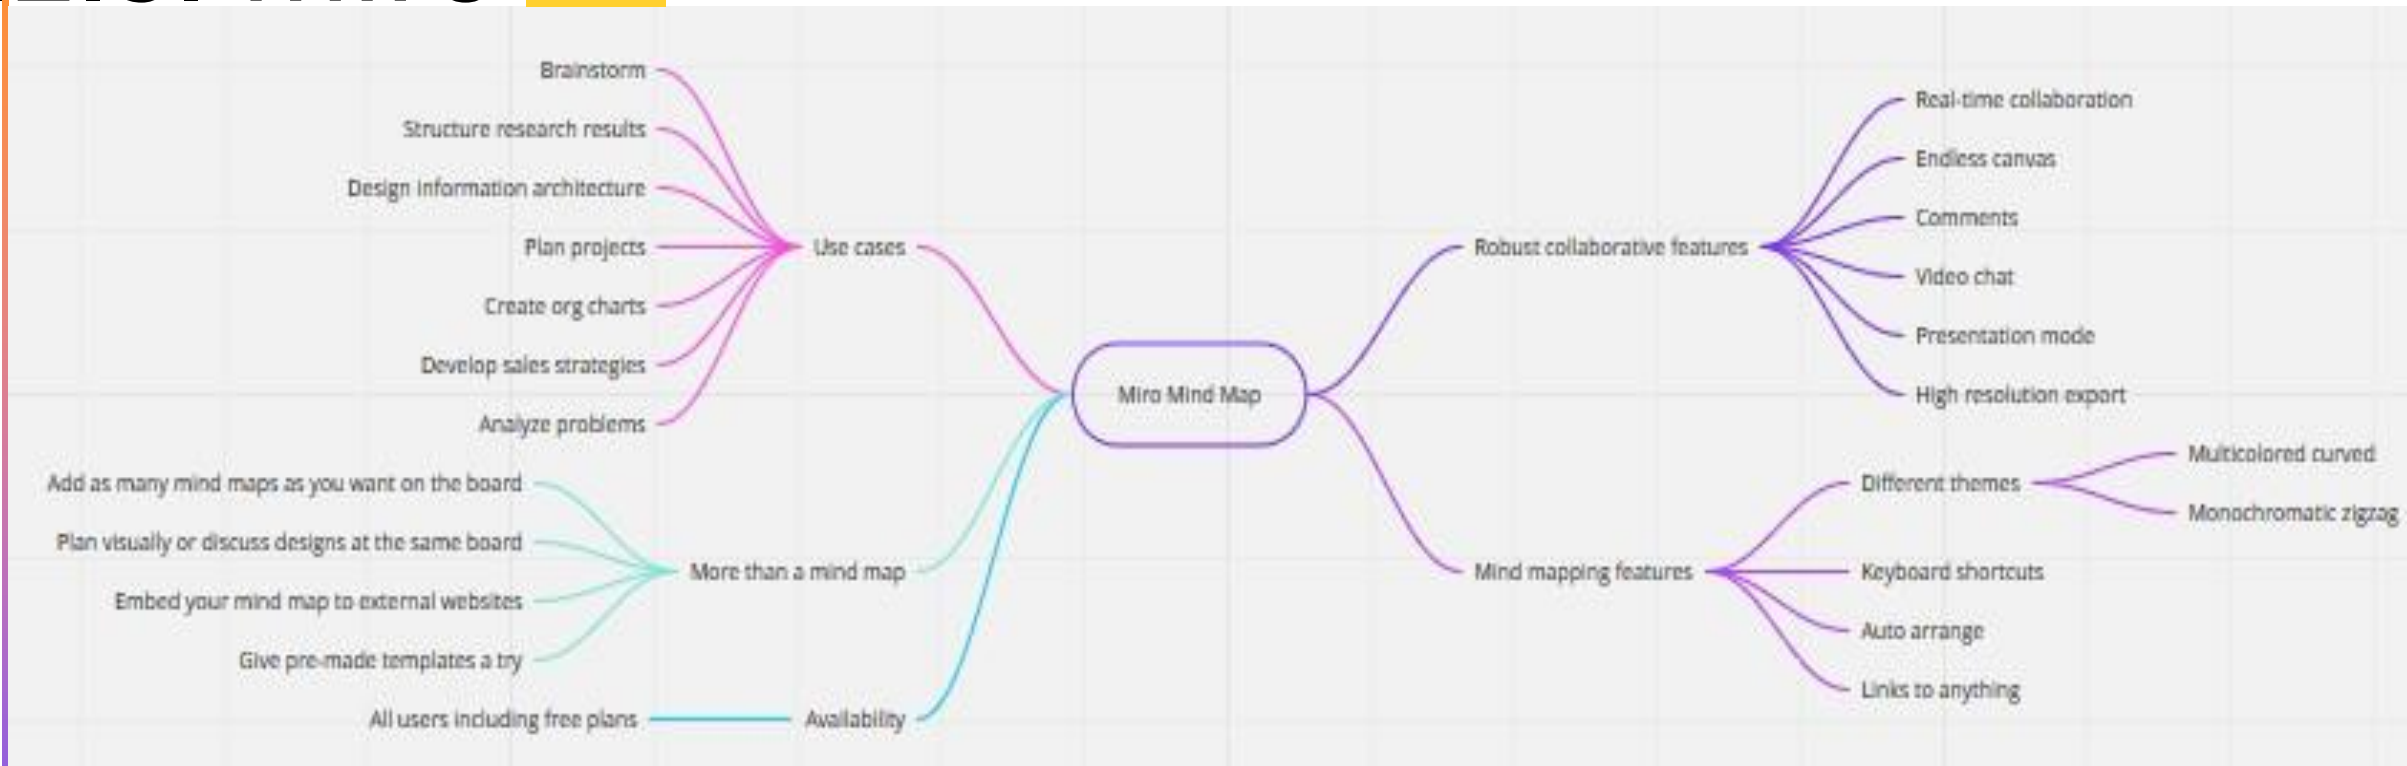 Brainstorm
Structure research results
Design information architecture
Plan projects
Create org charts
Develop sales strategies
Analyze problems
Use cases
Add as many mind maps as you want on the board
Plan visually or discuss designs at the same board
Embed your mind map to external websites
Give pre-made templates a try
More than a mind map
All users including free plans
Availability
Miro Mind Map
Robust collaborative features
Real-time collaboration
Endless canvas
Comments
Video chat
Presentation mode
High resolution export
Mind mapping features
Different themes
Multicolored curved
Monochromatic zigzag
Keyboard shortcuts
Auto arrange
Links to anything